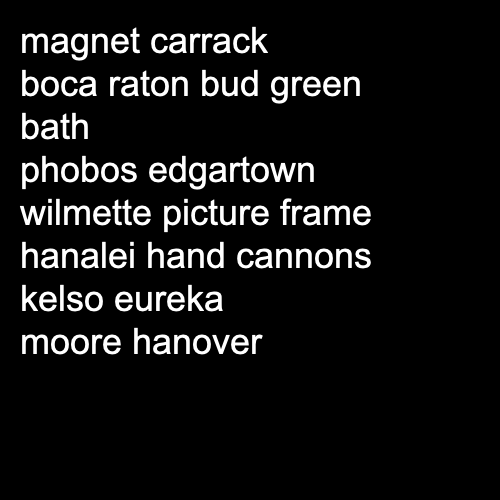 magnet carrack
boca raton bud green
bath
phobos edgartown
wilmette picture frame
hanalei hand cannons
kelso eureka
moore hanover